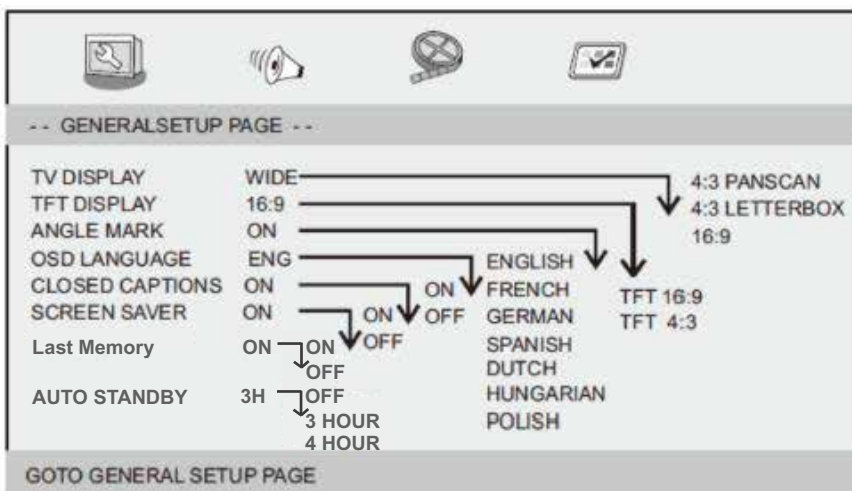 -- GENERALSETUP PAGE --
TV DISPLAY WIDE 4:3 PANSCAN
TFT DISPLAY 16:9 4:3 LETTERBOX
ANGLE MARK ON 16:9
OSD LANGUAGE ENG ENGLISH
CLOSED CAPTIONS ON ON FRENCH TFT 16:9
SCREEN SAVER ON ON OFF GERMAN TFT 4:3
Last Memory ON ON OFF SPANISH
OFF DUTCH
AUTO STANDBY 3H OFF HUNGARIAN
3 HOUR POLISH
4 HOUR
GOTO GENERAL SETUP PAGE